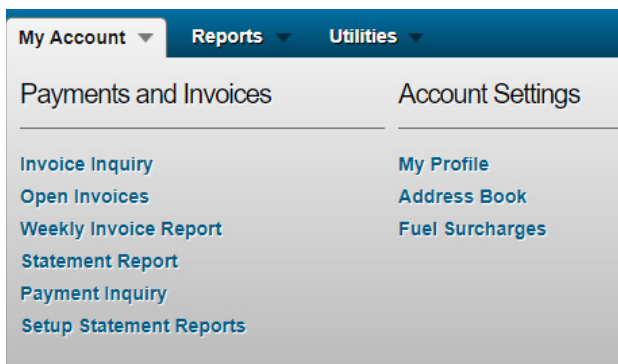 My Account Reports Utilities
Payments and Invoices
Invoice Inquiry
Open Invoices
Weekly Invoice Report
Statement Report
Payment Inquiry
Setup Statement Reports
Account Settings
My Profile
Address Book
Fuel Surcharges